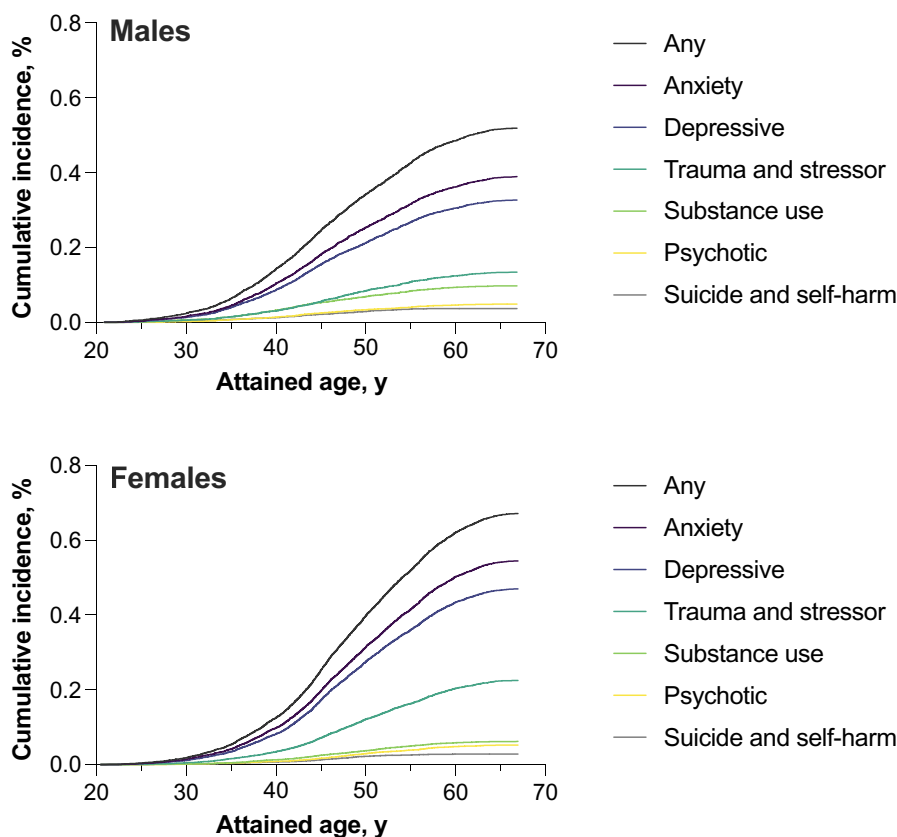 Males
Cumulative incidence, %
0.8
0.6
0.4
0.2
0.0
20
30
40
50
60
70
Attained age, y
Any
Anxiety
Depressive
Trauma and stressor
Substance use
Psychotic
Suicide and self-harm
Females
Cumulative incidence, %
0.8
0.6
0.4
0.2
0.0
20
30
40
50
60
70
Attained age, y
Any
Anxiety
Depressive
Trauma and stressor
Substance use
Psychotic
Suicide and self-harm